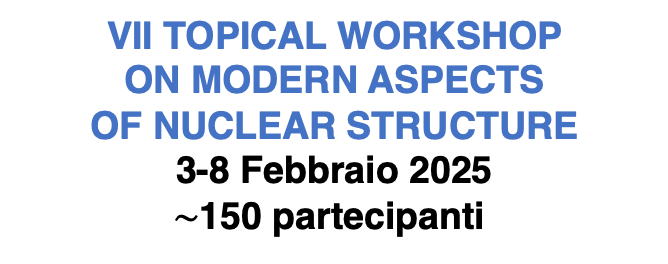 VII TOPICAL WORKSHOP
ON MODERN ASPECTS
OF NUCLEAR STRUCTURE
3-8 Febbraio 2025
~150 partecipanti